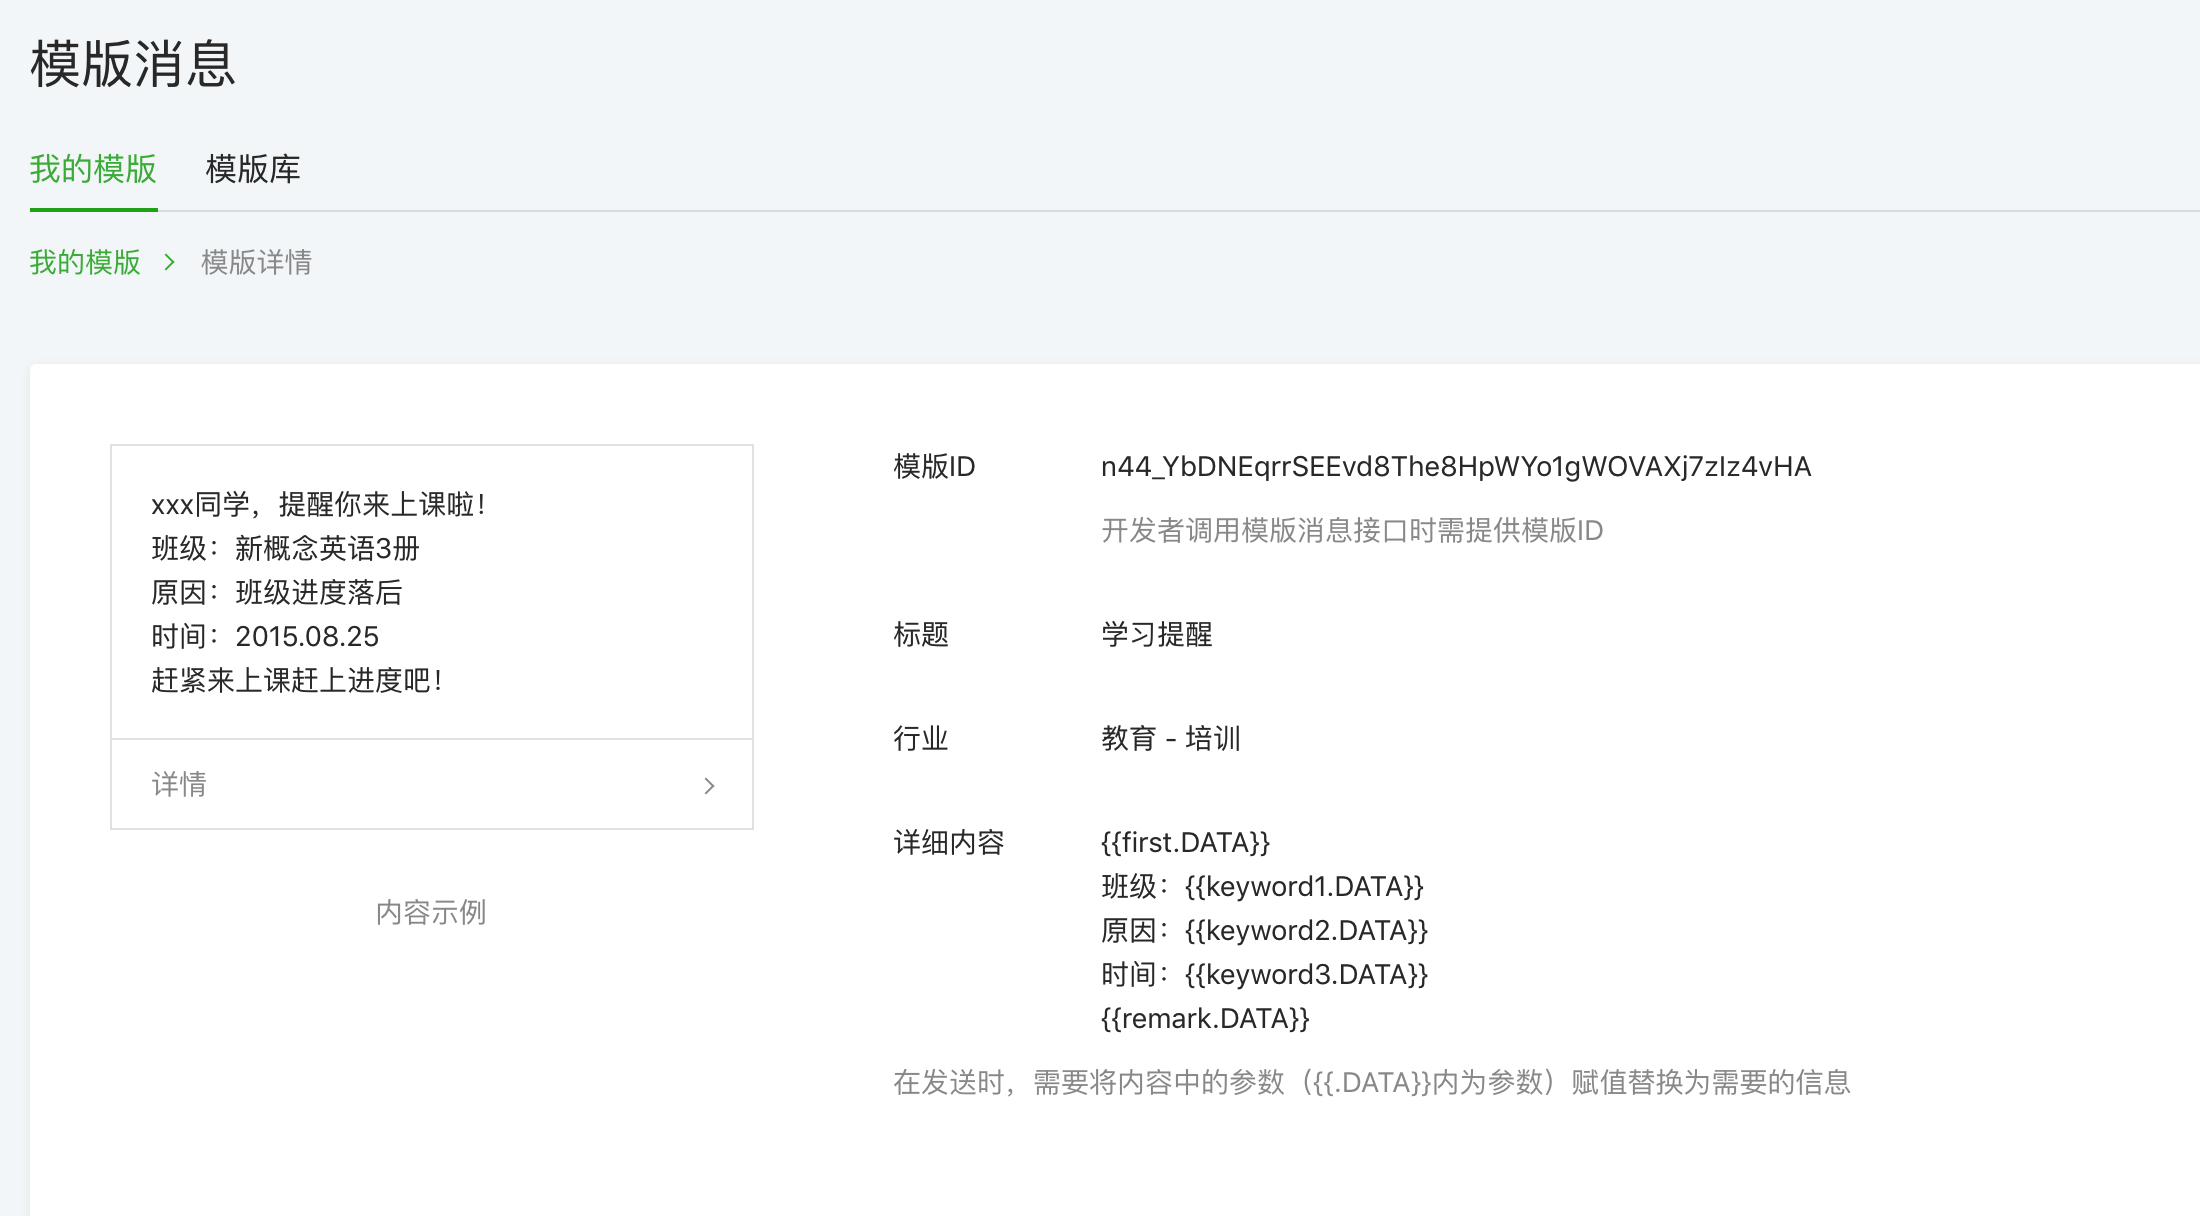 模版消息
我的模版 模版库
我的模版 > 模版详情
xxx同学，提醒你来上课啦！
班级：新概念英语3册
原因：班级进度落后
时间：2015.08.25
赶紧来上课赶上进度吧！
详情
内容示例
模版ID n44_YbDNEqrrSEEvd8The8HpWYo1gWOVAXj7zIz4vHA
开发者调用模版消息接口时需提供模版ID
标题 学习提醒
行业 教育 - 培训
详细内容 {{first.DATA}}
班级：{{keyword1.DATA}}
原因：{{keyword2.DATA}}
时间：{{keyword3.DATA}}
{{remark.DATA}}
在发送时，需要将内容中的参数（{{.DATA}}内为参数）赋值替换为需要的信息